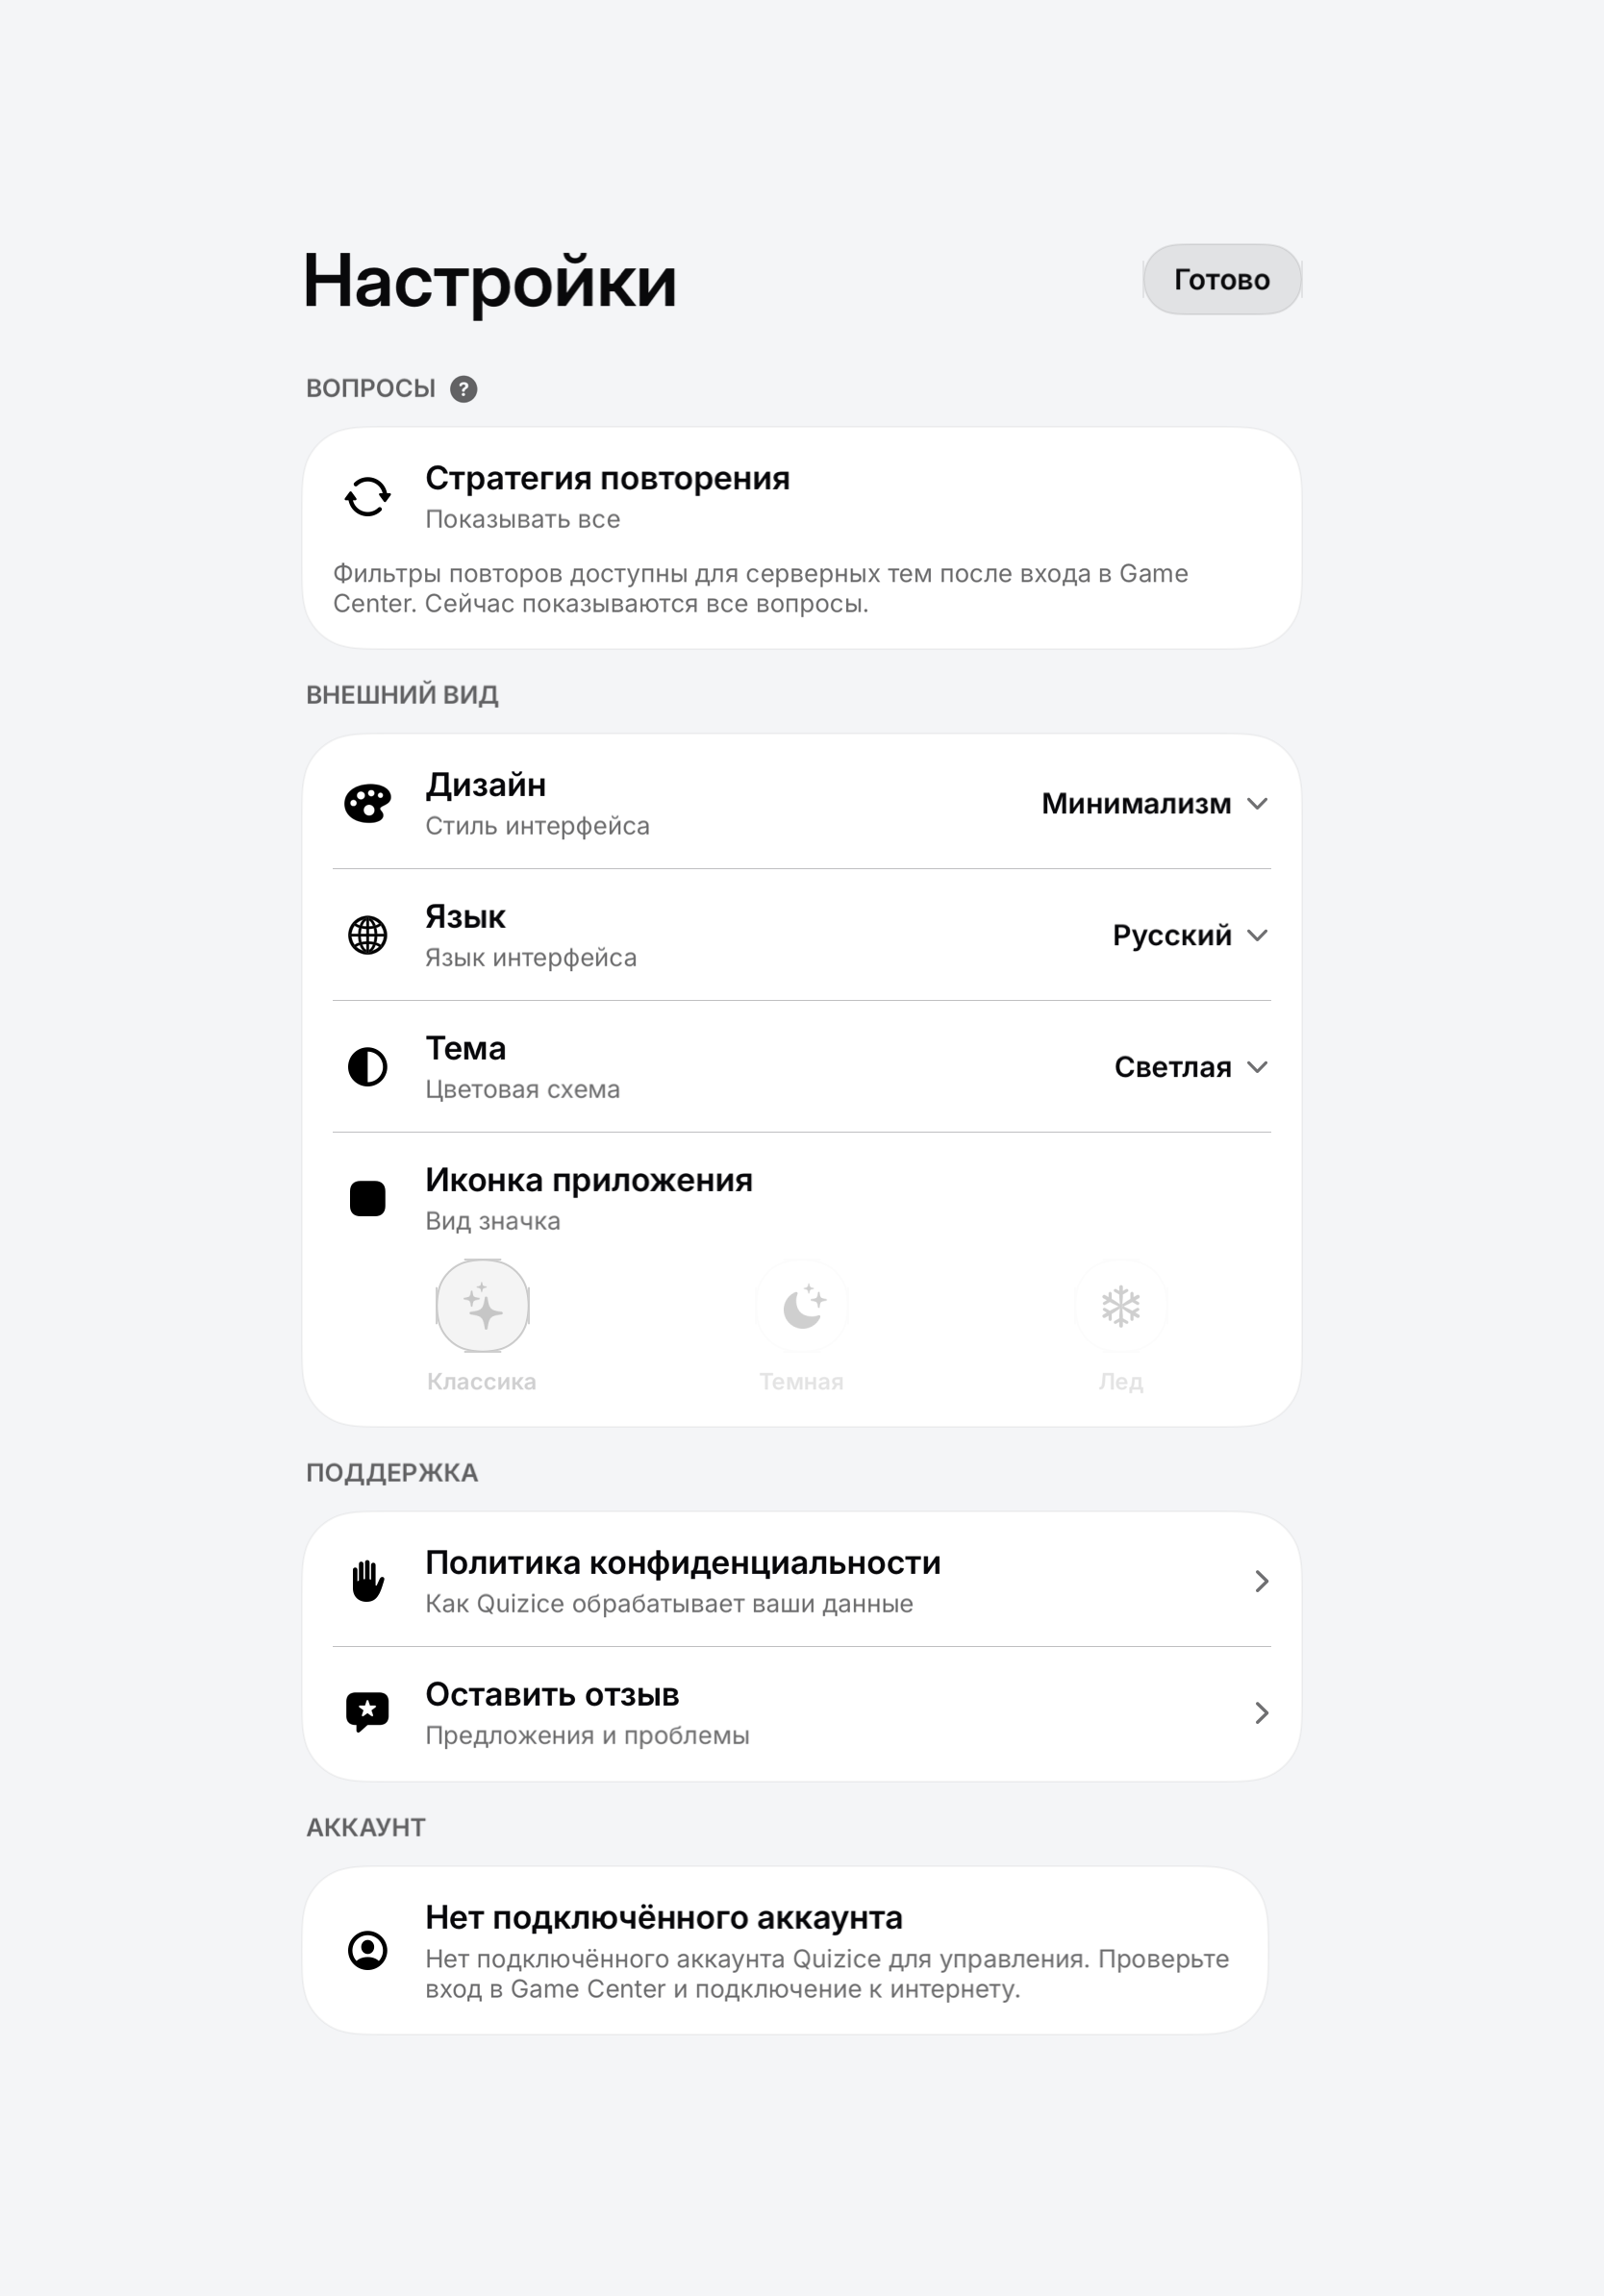 Настройки
Готово
ВОПРОСЫ ?
Стратегия повторения
Показывать все
Фильтры повторов доступны для серверных тем после входа в Game
Center. Сейчас показываются все вопросы.
ВНЕШНИЙ ВИД
Дизайн
Стиль интерфейса
Минимализм
Язык
Язык интерфейса
Русский
Тема
Цветовая схема
Светлая
Иконка приложения
Вид значка
Классика
Темная
Лед
ПОДДЕРЖКА
Политика конфиденциальности
Как Quizice обрабатывает ваши данные
Оставить отзыв
Предложения и проблемы
АККАУНТ
Нет подключённого аккаунта
Нет подключённого аккаунта Quizice для управления. Проверьте
вход в Game Center и подключение к интернету.